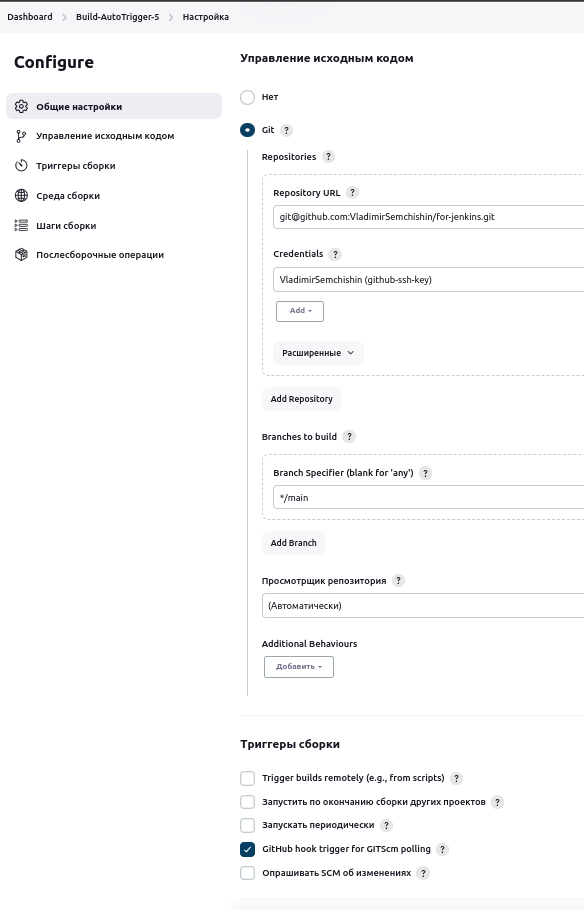 Dashboard > Build-AutoTrigger-5 > Настройка
Configure
Общие настройки
Управление исходным кодом
Триггеры сборки
Среда сборки
Шаги сборки
Послесборочные операции
Управление исходным кодом
Нет
Git ?
Repositories ?
Repository URL ?
git@github.com:VladimirSemchishin/for-jenkins.git
Credentials ?
VladimirSemchishin (github-ssh-key)
Add
Расширенные
Add Repository
Branches to build ?
Branch Specifier (blank for 'any') ?
*/main
Add Branch
Просмотрщик репозитория ?
(Автоматически)
Additional Behaviours
Добавить
Триггеры сборки
Trigger builds remotely (e.g., from scripts) ?
Запустить по окончанию сборки других проектов ?
Запускать периодически ?
GitHub hook trigger for GITScm polling ?
Опрашивать SCM об изменениях ?